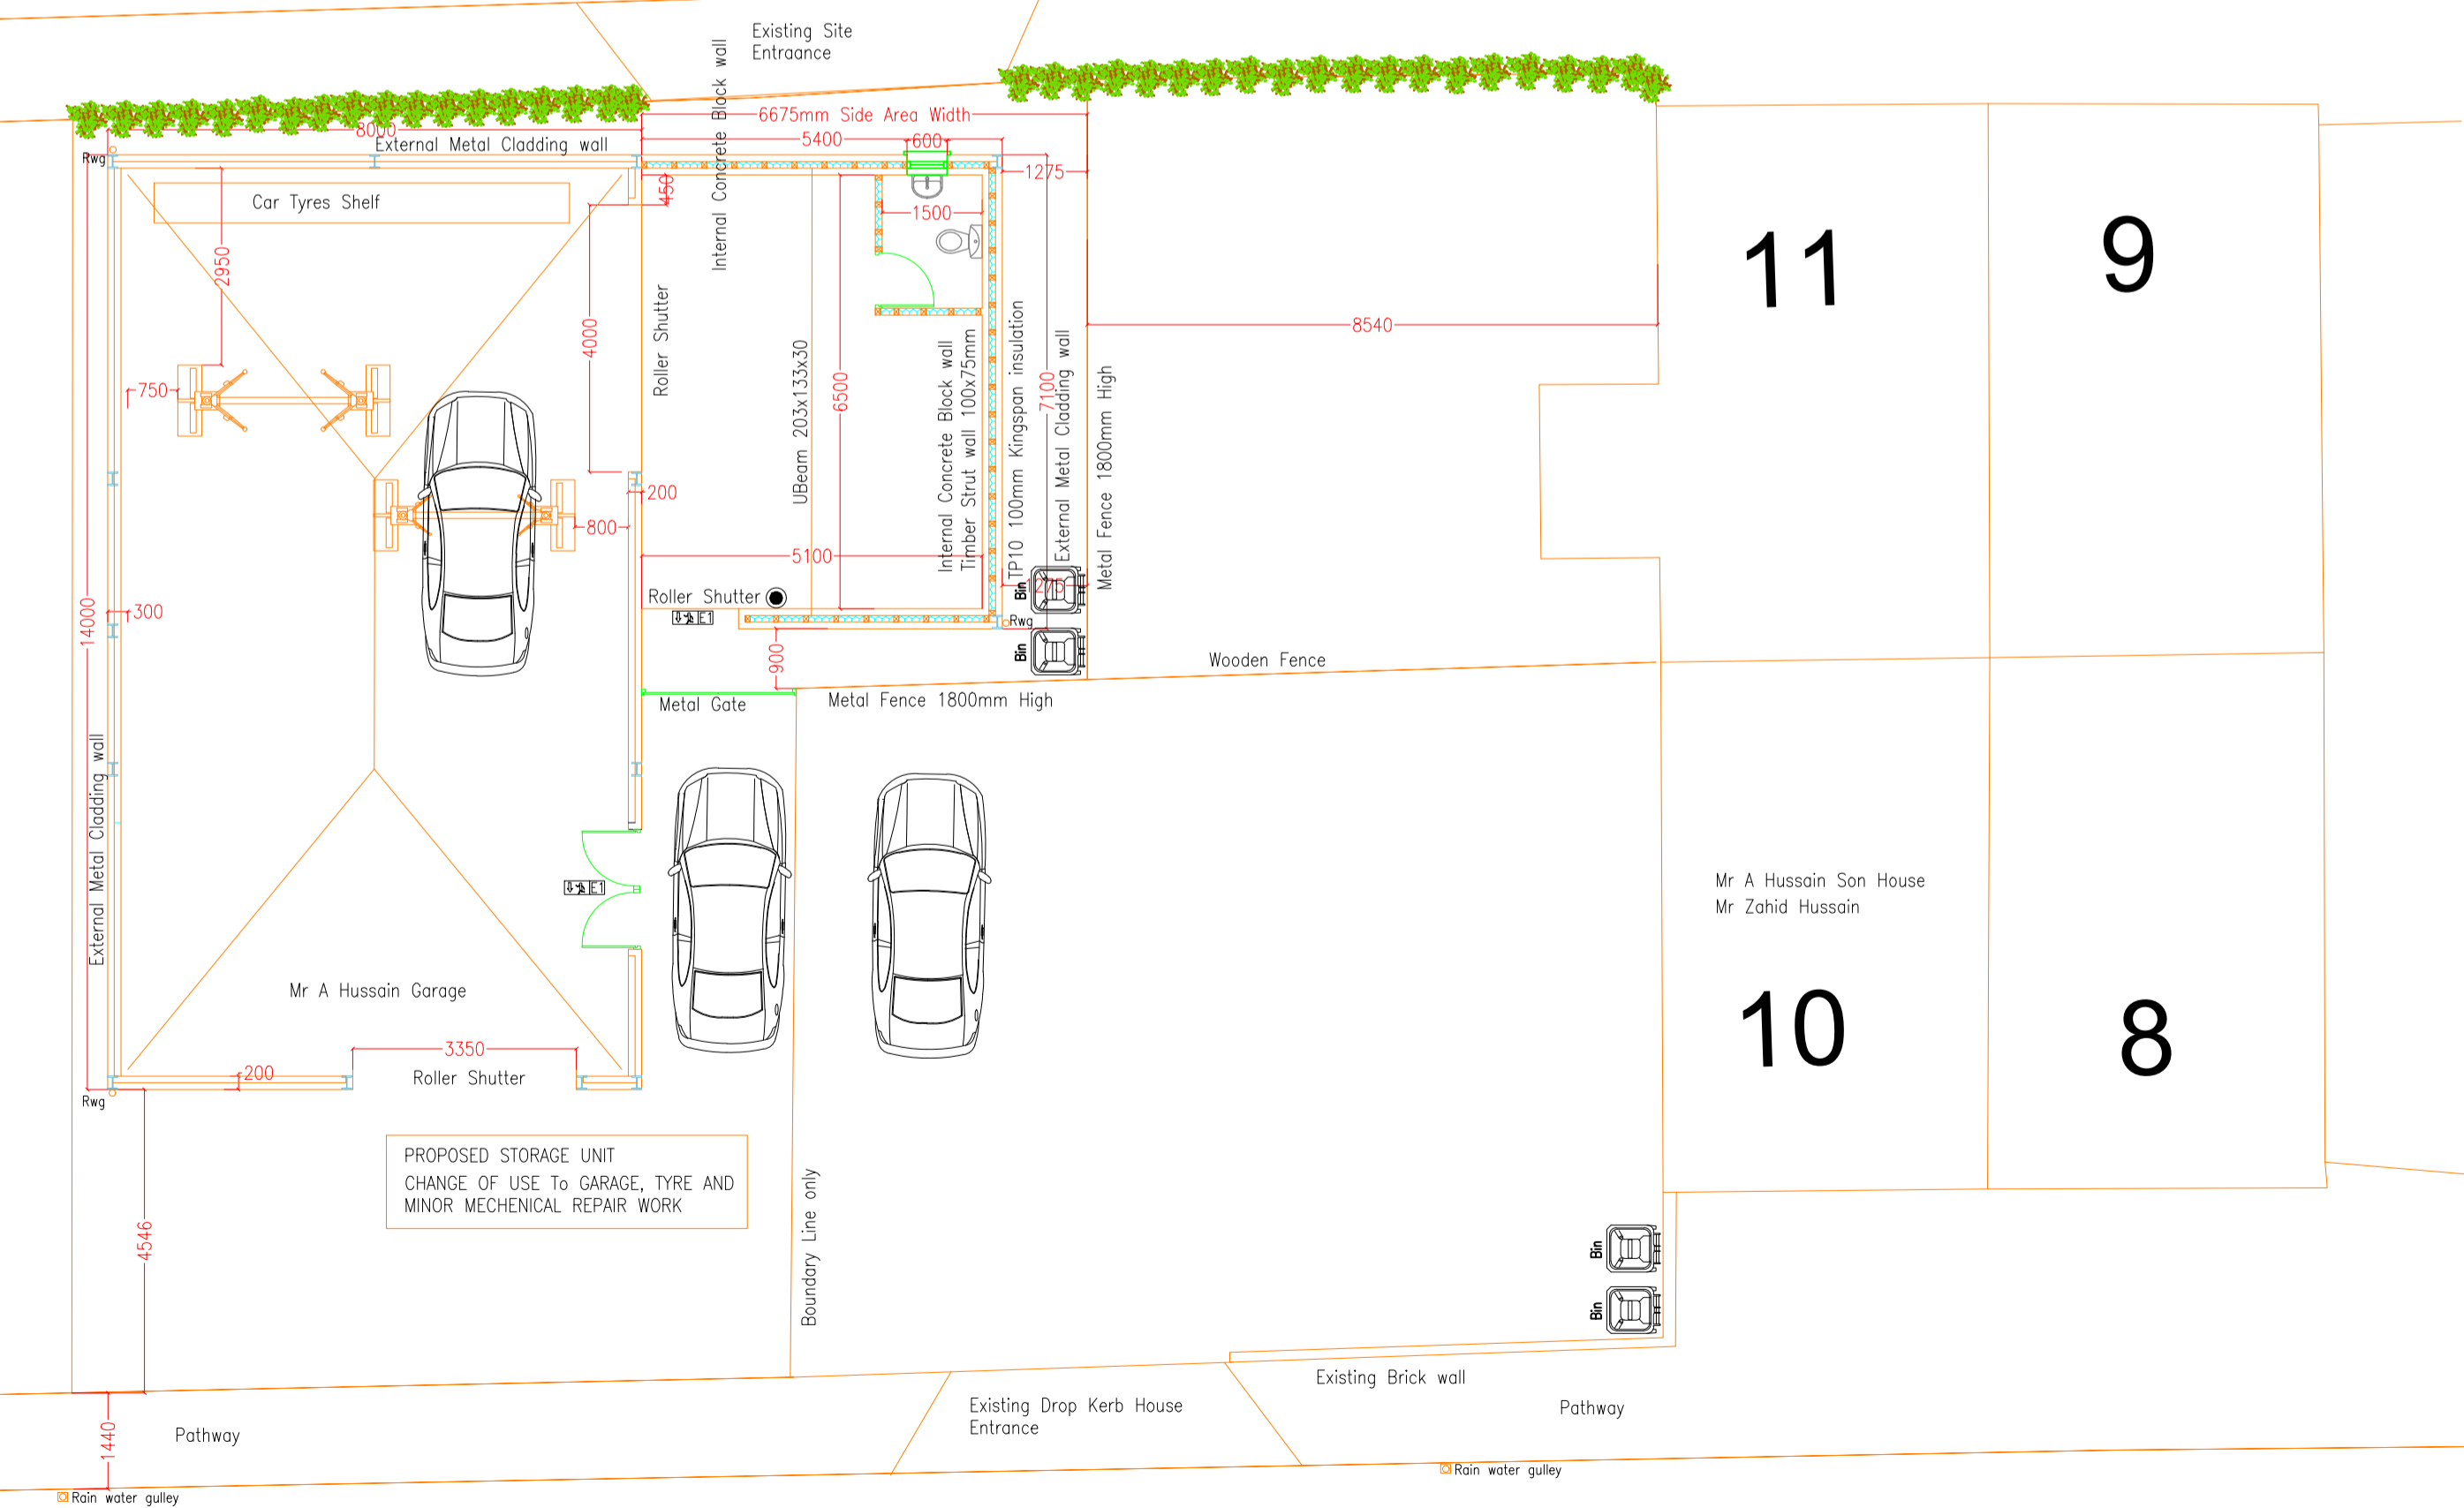 Existing Site
Entraance
Internal Concrete Block wall
6675mm Side Area Width
8000
5400
600
External Metal Cladding wall
Rwg
1275
450
Car Tyres Shelf
1500
2950
11
9
Roller Shutter
4000
8540
UBeam 203x133x30
6500
Internal Concrete Block wall
Timber Strut wall 100x75mm
TP10 100mm Kingspan insulation
7100
External Metal Cladding wall
Metal Fence 1800mm High
750
200
800
5100
1275
Bin
Roller Shutter
E1
300
14000
Rwg
Bin
900
Wooden Fence
Metal Gate
Metal Fence 1800mm High
External Metal Cladding wall
E1
Mr A Hussain Son House
Mr Zahid Hussain
Mr A Hussain Garage
10
8
3350
200
Roller Shutter
Rwg
PROPOSED STORAGE UNIT
CHANGE OF USE To GARAGE, TYRE AND
MINOR MECHENICAL REPAIR WORK
Boundary Line only
4546
Bin
Bin
Existing Brick wall
Existing Drop Kerb House
Entrance
Pathway
Pathway
1440
Rain water gulley
Rain water gulley